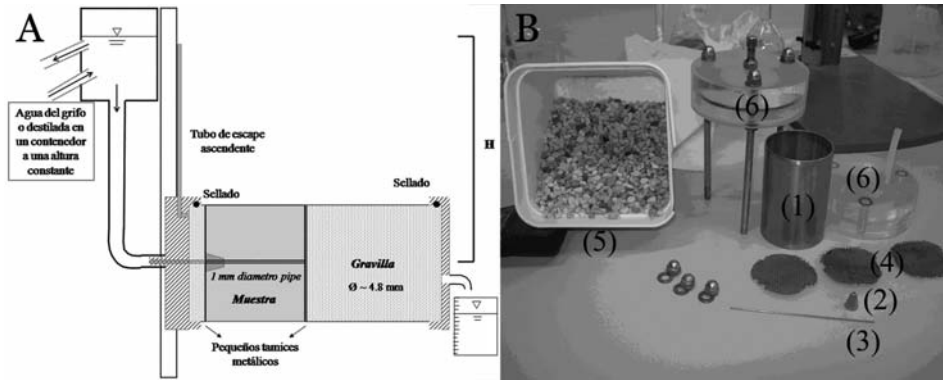 A
Agua del grifo
o destilada en
un contenedor
a una altura
constante
Tubo de escape
ascendente
H
Sellado
Sellado
1 mm diametro pipe
Muestra
Gravilla
Ø ~ 4.8 mm
Pequeños tamices
metálicos
B
(6)
(6)
(1)
(5)
(4)
(2)
(3)